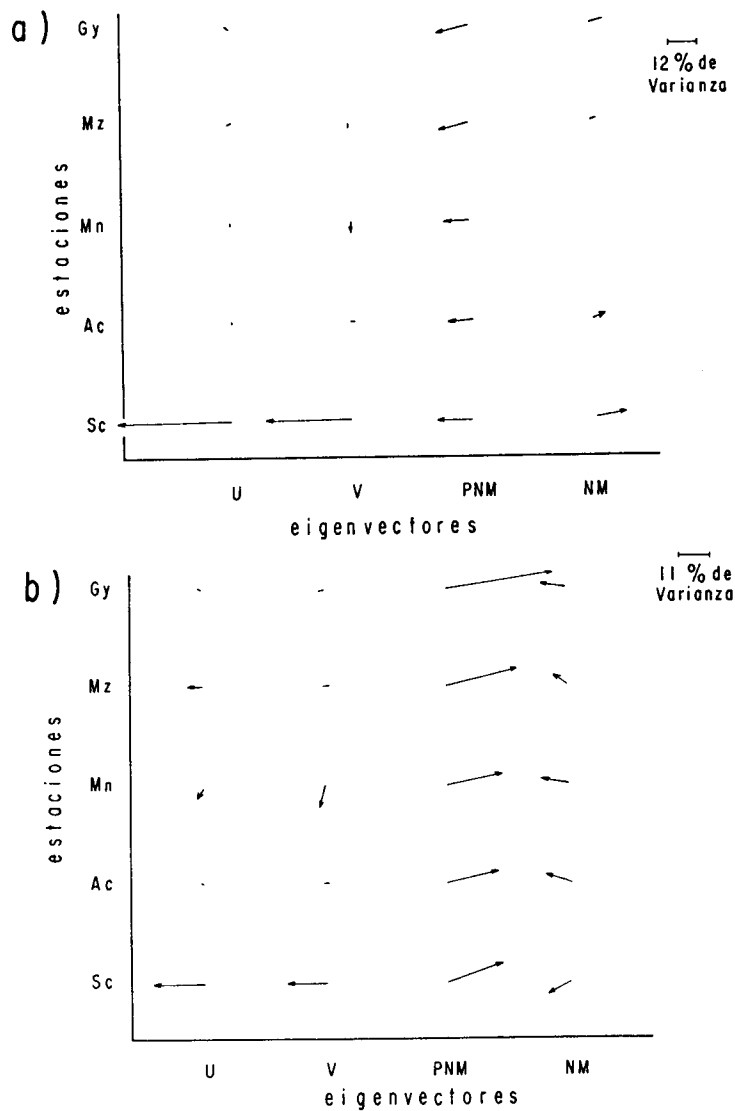 a)
Gy
12 % de
Varianza
Mz
estaciones
Mn
Ac
Sc
U V PNM NM
eigenvectores
b)
Gy
11 % de
Varianza
Mz
estaciones
Mn
Ac
Sc
U V PNM NM
eigenvectores